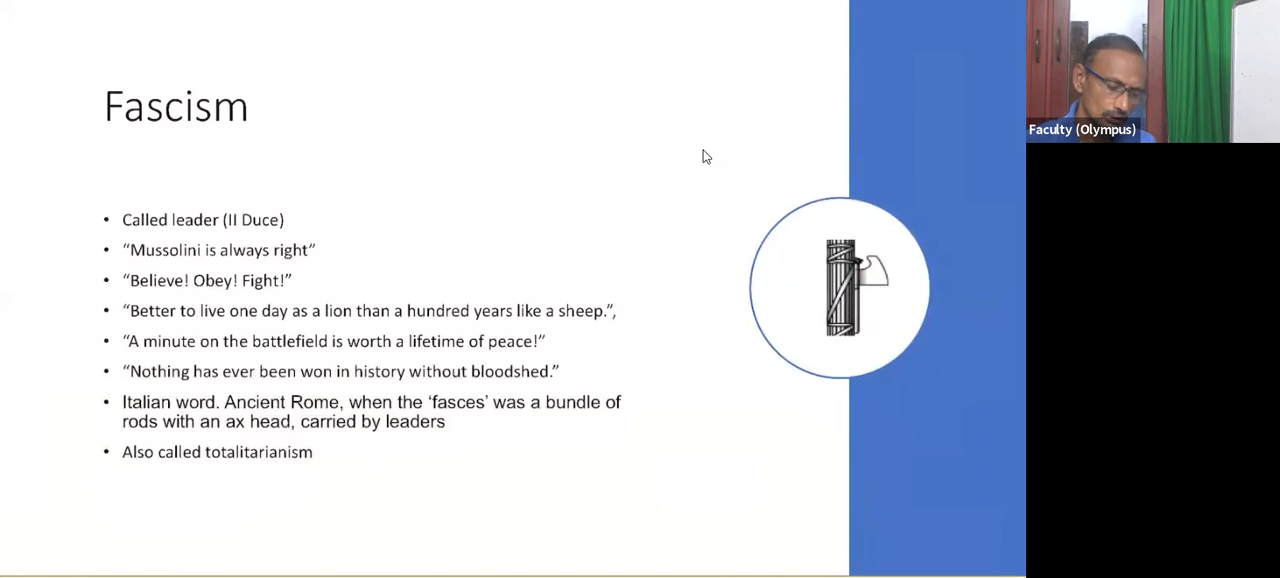 Fascism
• Called leader (II Duce)
• “Mussolini is always right”
• “Believe! Obey! Fight!”
• “Better to live one day as a lion than a hundred years like a sheep.”,
• “A minute on the battlefield is worth a lifetime of peace!”
• “Nothing has ever been won in history without bloodshed.”
• Italian word. Ancient Rome, when the ‘fasces’ was a bundle of
rods with an ax head, carried by leaders
• Also called totalitarianism
Faculty (Olympus)